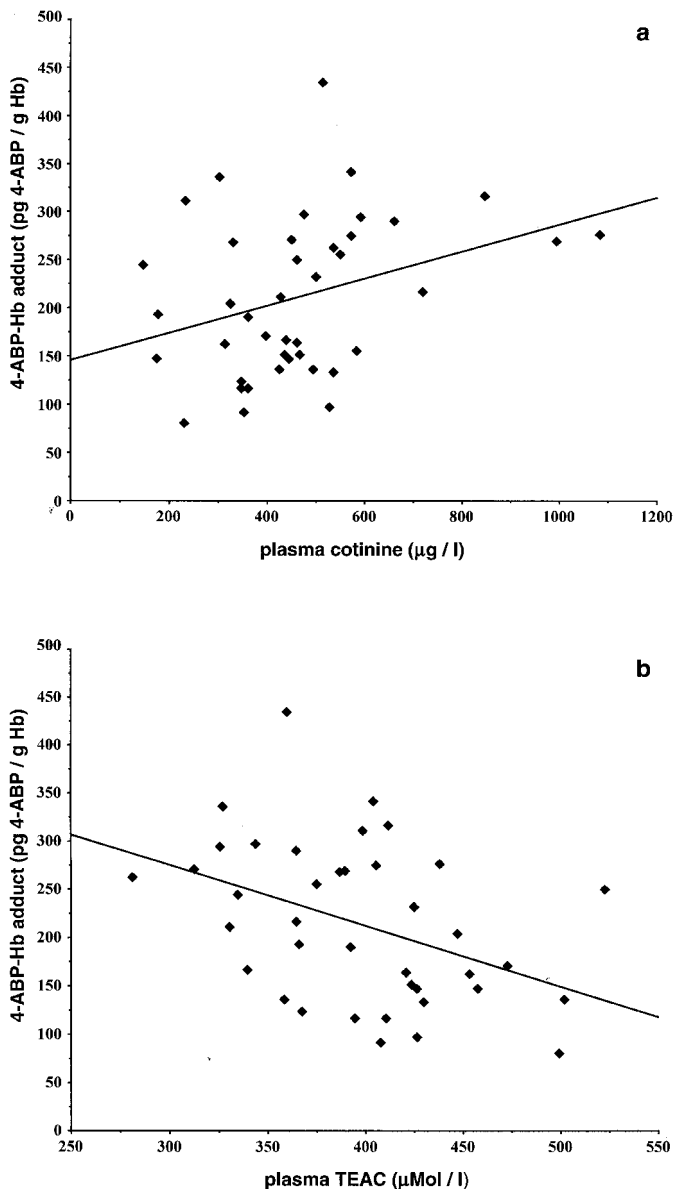 a
500
450
400
350
300
250
200
150
100
50
0
4-ABP-Hb adduct (pg 4-ABP / g Hb)
0 200 400 600 800 1000 1200
plasma cotinine (μg / l)
b
500
450
400
350
300
250
200
150
100
50
0
4-ABP-Hb adduct (pg 4-ABP / g Hb)
250 300 350 400 450 500 550
plasma TEAC (μMol / l)